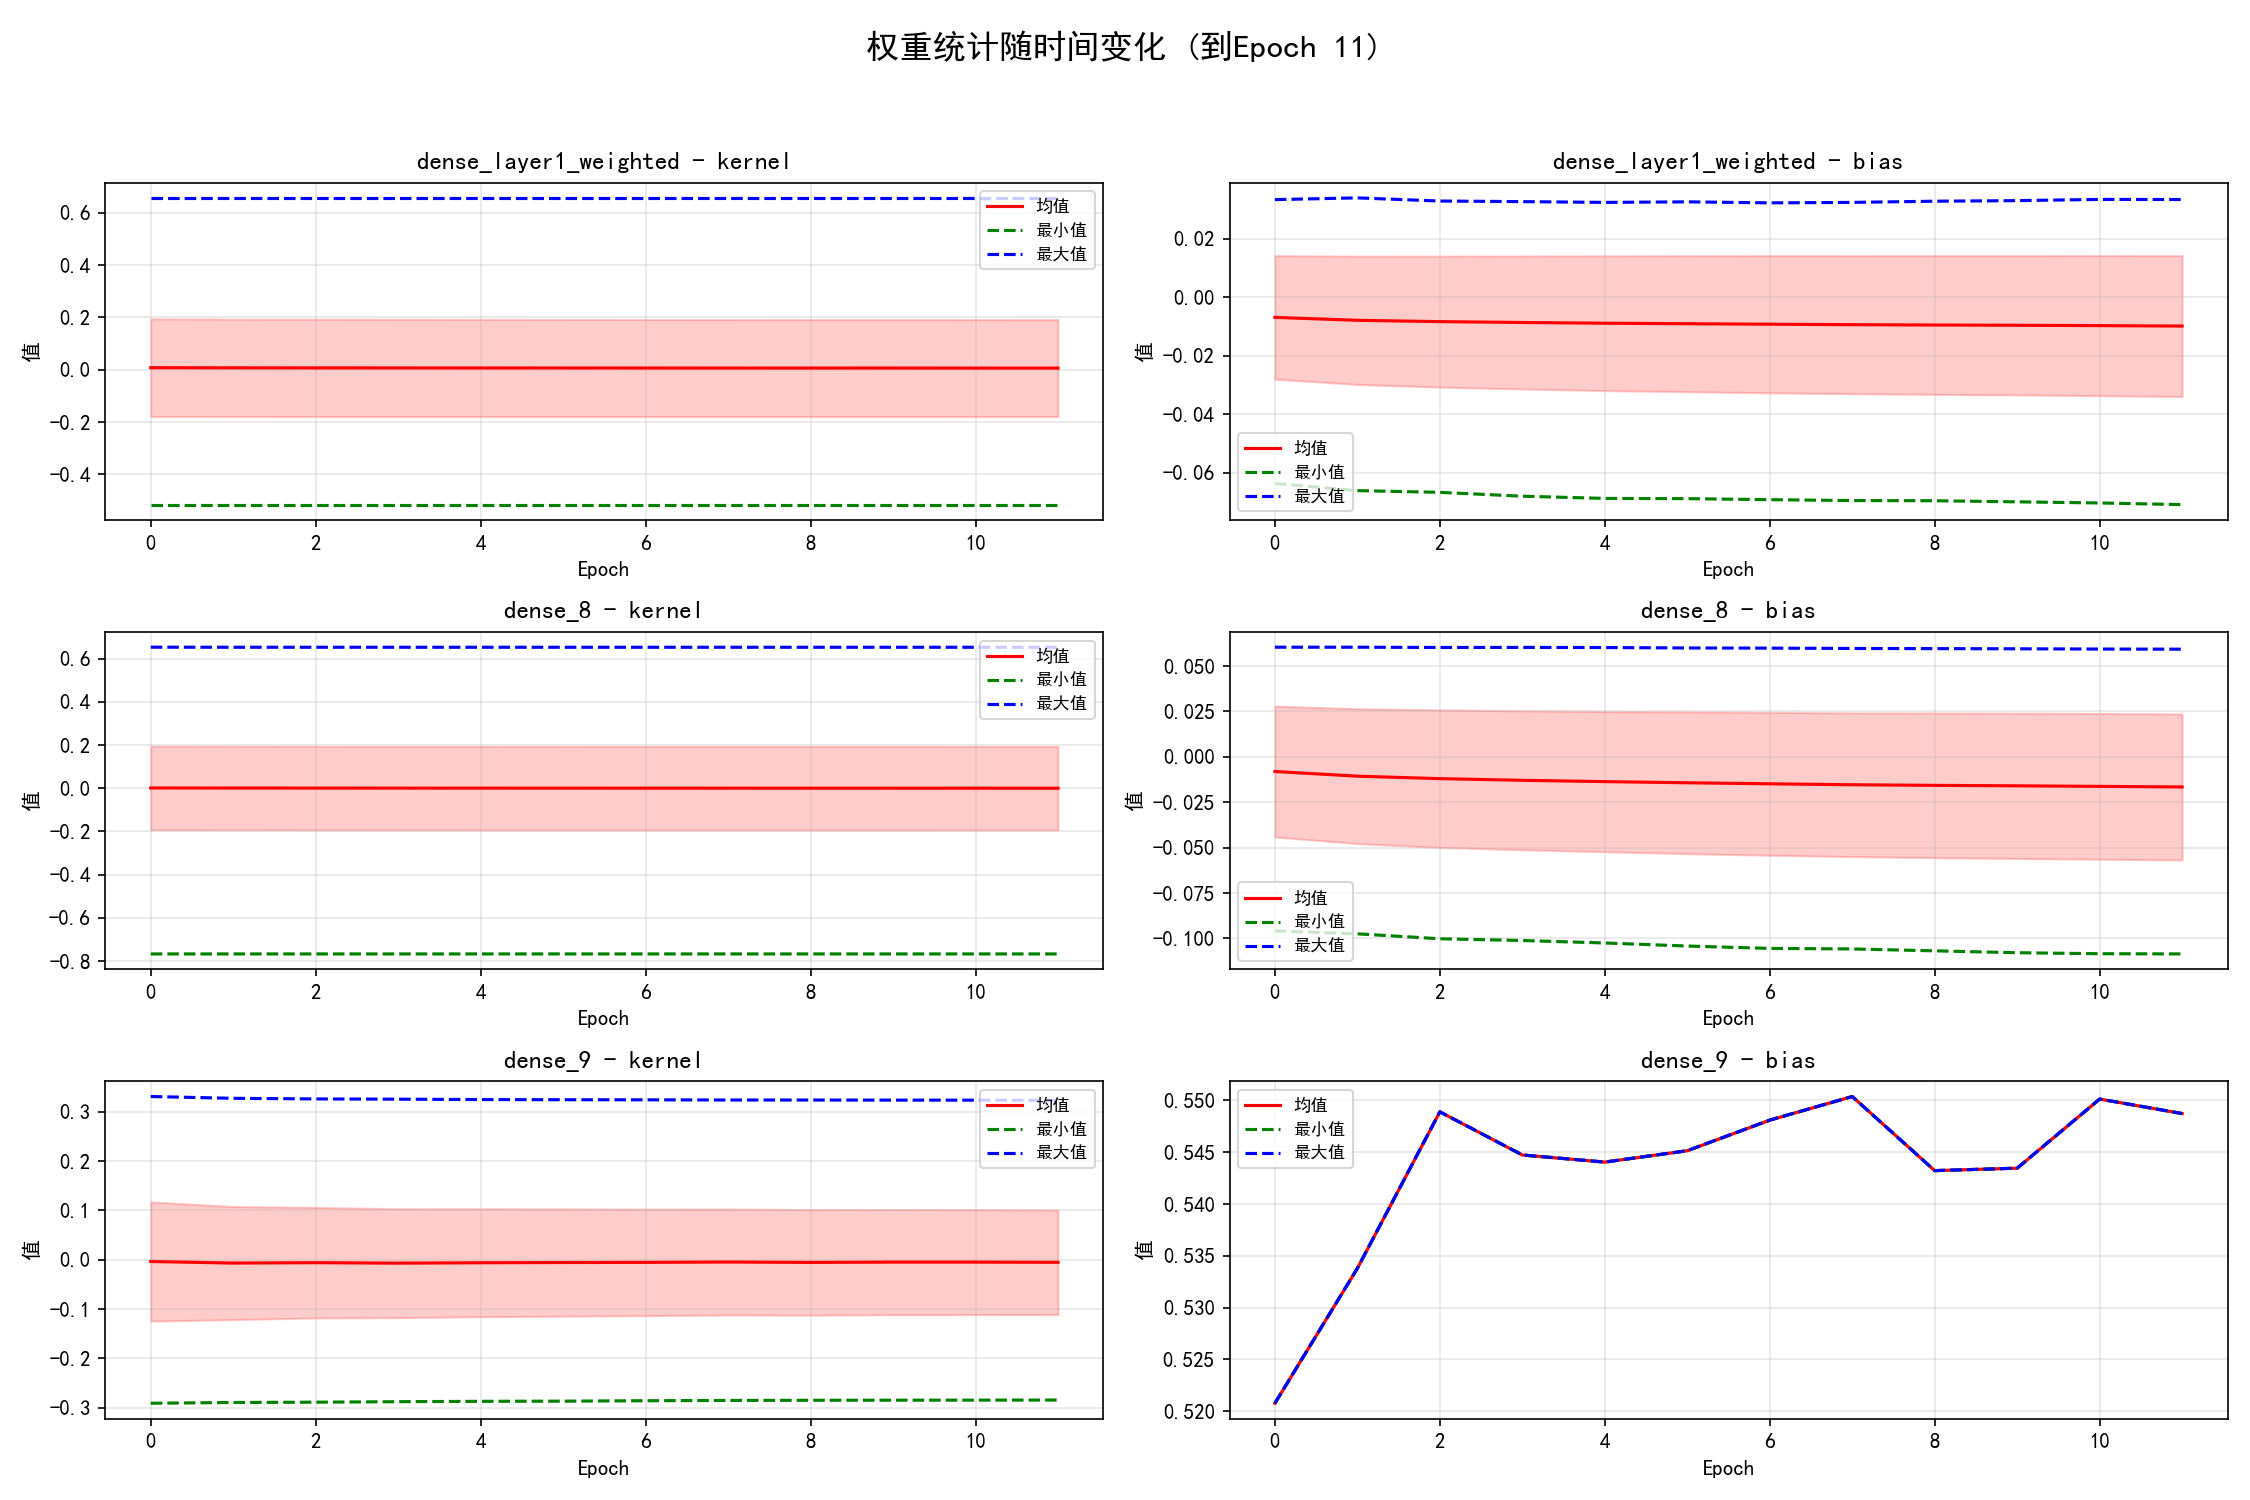 权重统计随时间变化 (到Epoch 11)
dense_layer1_weighted - kernel
值
0.6
0.4
0.2
0.0
-0.2
-0.4
均值
最小值
最大值
0 2 4 6 8 10
Epoch
dense_layer1_weighted - bias
值
0.02
0.00
-0.02
-0.04
-0.06
均值
最小值
最大值
0 2 4 6 8 10
Epoch
dense_8 - kernel
值
0.6
0.4
0.2
0.0
-0.2
-0.4
-0.6
-0.8
均值
最小值
最大值
0 2 4 6 8 10
Epoch
dense_8 - bias
值
0.050
0.025
0.000
-0.025
-0.050
-0.075
-0.100
均值
最小值
最大值
0 2 4 6 8 10
Epoch
dense_9 - kernel
值
0.3
0.2
0.1
0.0
-0.1
-0.2
-0.3
均值
最小值
最大值
0 2 4 6 8 10
Epoch
dense_9 - bias
值
0.550
0.545
0.540
0.535
0.530
0.525
0.520
均值
最小值
最大值
0 2 4 6 8 10
Epoch